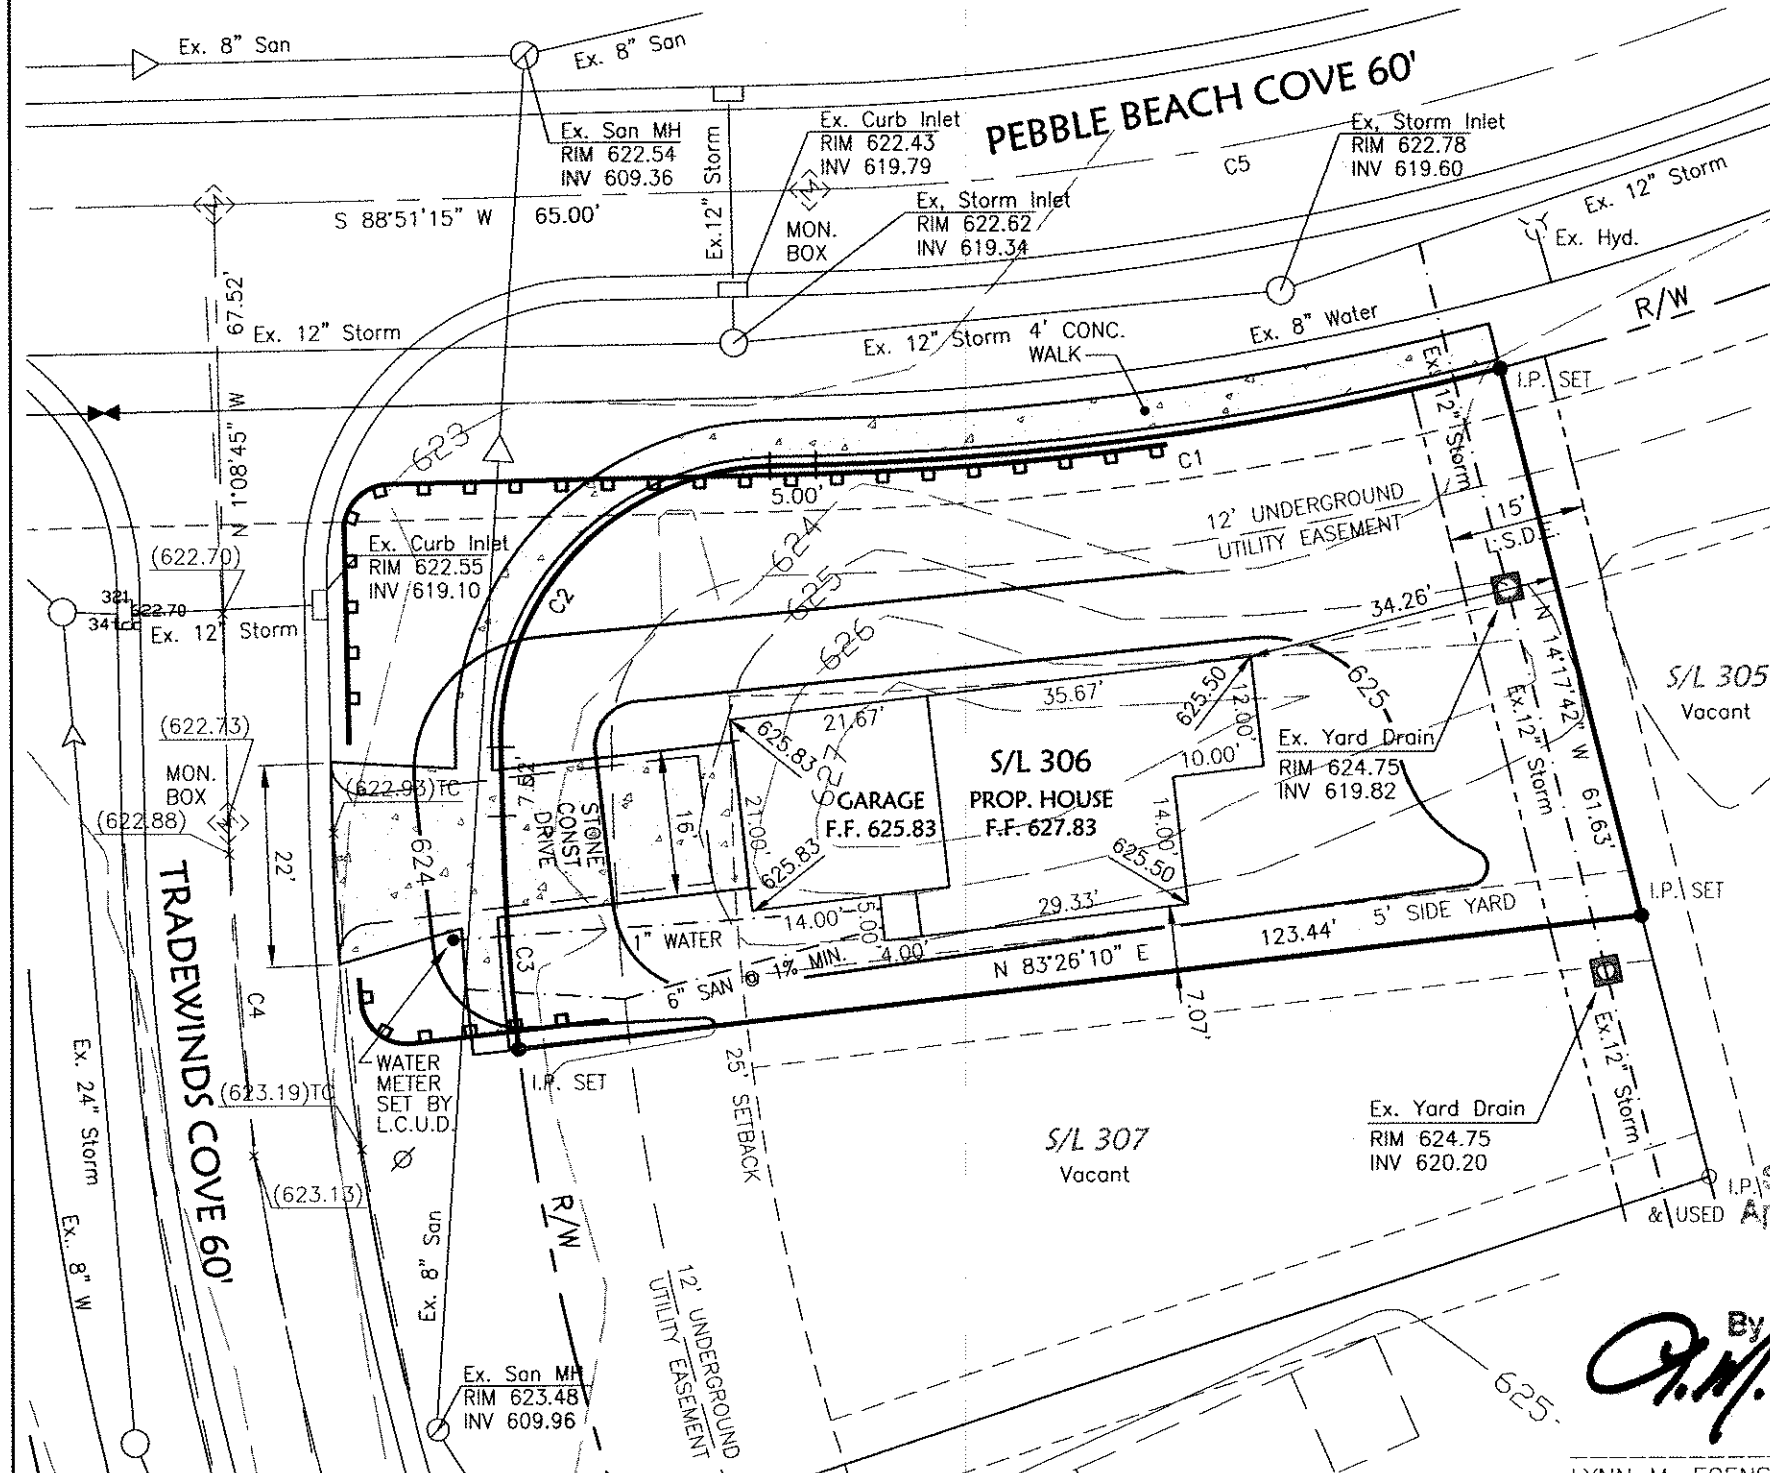 Ex. 8" San
Ex. 8" San
PEBBLE BEACH COVE 60'
Ex. San MH
RIM 622.54
INV 609.36
Ex.12" Storm
Ex. Curb Inlet
RIM 622.43
INV 619.79
Ex, Storm Inlet
RIM 622.78
INV 619.60
C5
Ex. 12" Storm
S 88°51'15" W 65.00'
MON.
BOX
Ex, Storm Inlet
RIM 622.62
INV 619.34
Ex. Hyd.
67.52'
N 1°08'45" W
Ex. 12" Storm
Ex. 12" Storm
4' CONC.
WALK
Ex. 8" Water
R/W
Ex. 12" Storm
I.P. SET
623
C1
5.00'
12' UNDERGROUND
UTILITY EASEMENT
15'
L.S.D.E.
624
625
626
627
(622.70)
Ex. Curb Inlet
RIM 622.55
INV 619.10
C2
321
622.70
341
Ex. 12" Storm
34.26'
N 14°17'42" W 61.63'
S/L 305
Vacant
625
35.67'
21.67'
625.50
12.00'
10.00'
Ex. Yard Drain
RIM 624.75
INV 619.82
Ex.12" Storm
(622.73)
MON.
BOX
(622.88)
(622.93)TC
7.52'
STONE
CONST
DRIVE
16'
21.00'
625.83
625.83
GARAGE
F.F. 625.83
S/L 306
PROP. HOUSE
F.F. 627.83
14.00'
625.50
22'
624
TRADEWINDS COVE 60'
I.P. SET
1" WATER
14.00'
5.00'
4.00'
29.33'
5' SIDE YARD
C3
6" SAN
1% MIN.
N 83°26'10" E
123.44'
7.07'
C4
Ex. 24" Storm
Ex. 8" W
WATER
METER
SET BY
L.C.U.D.
I.P. SET
25' SETBACK
(623.19)TC
(623.13)
S/L 307
Vacant
Ex. Yard Drain
RIM 624.75
INV 620.20
Ex.12" Storm
I.P.
& USED
R/W
Ex. 8" San
12' UNDERGROUND
UTILITY EASEMENT
Ex. San MH
RIM 623.48
INV 609.96
625
By